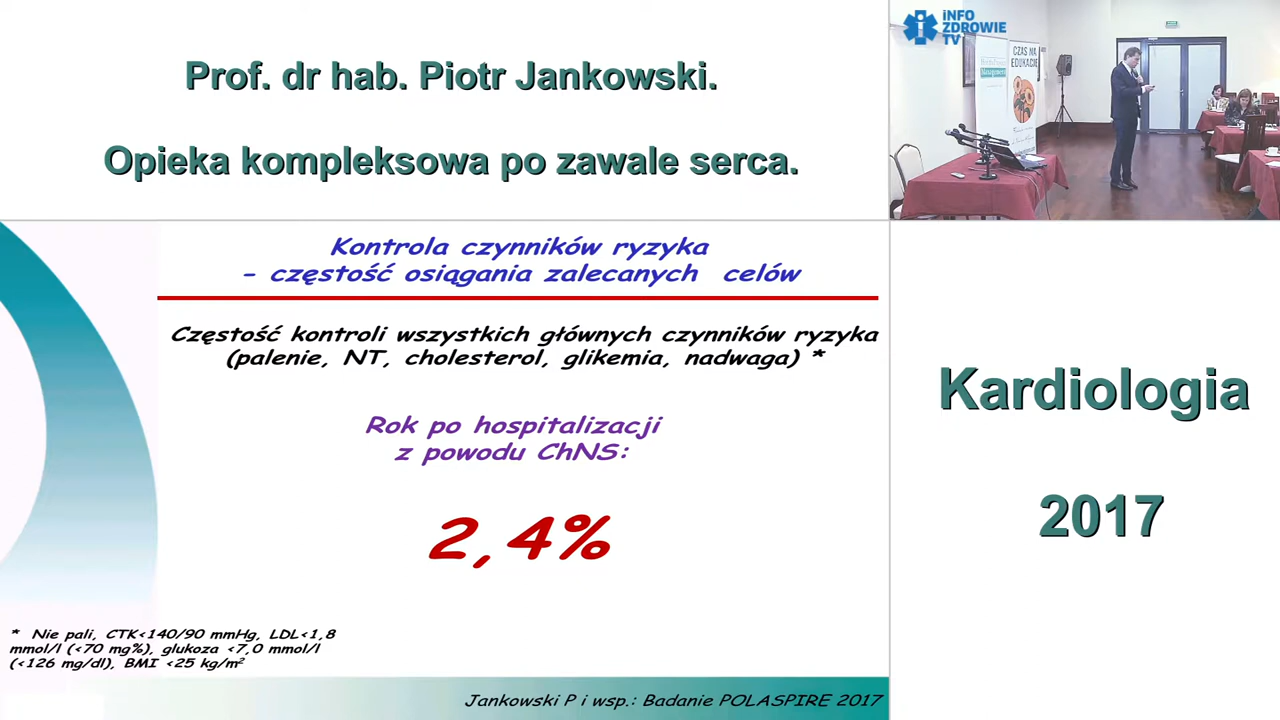 Prof. dr hab. Piotr Jankowski.
Opieka kompleksowa po zawale serca.
iNFO
ZDROWIE
TV
CZAS NA
EDUKACJĘ
Kontrola czynników ryzyka
- częstość osiągania zalecanych celów
Częstość kontroli wszystkich głównych czynników ryzyka
(palenie, NT, cholesterol, glikemia, nadwaga) *
Rok po hospitalizacji
z powodu ChNS:
2,4%
* Nie pali, CTK<140/90 mmHg, LDL<1,8
mmol/l (<70 mg%), glukoza <7,0 mmol/l
(<126 mg/dl), BMI <25 kg/m²
Jankowski P i wsp.: Badanie POLASPIRE 2017
Kardiologia
2017